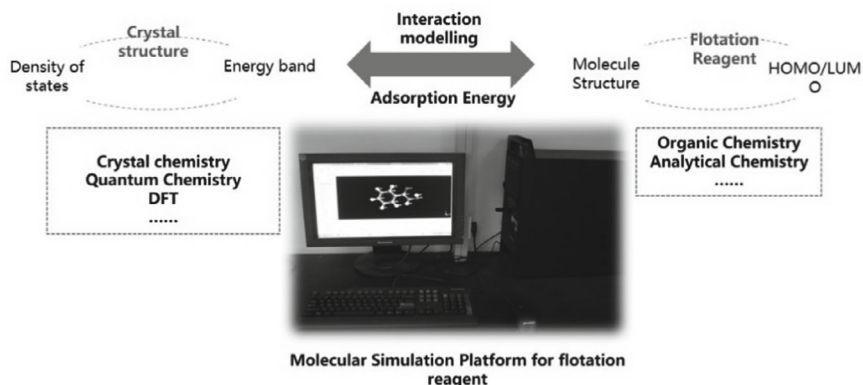 Crystal
structure
Density of
states
Energy band
Interaction
modelling
Adsorption Energy
Flotation
Reagent
Molecule
Structure
HOMO/LUM
O
Crystal chemistry
Quantum Chemistry
DFT
......
Organic Chemistry
Analytical Chemistry
......
Molecular Simulation Platform for flotation
reagent